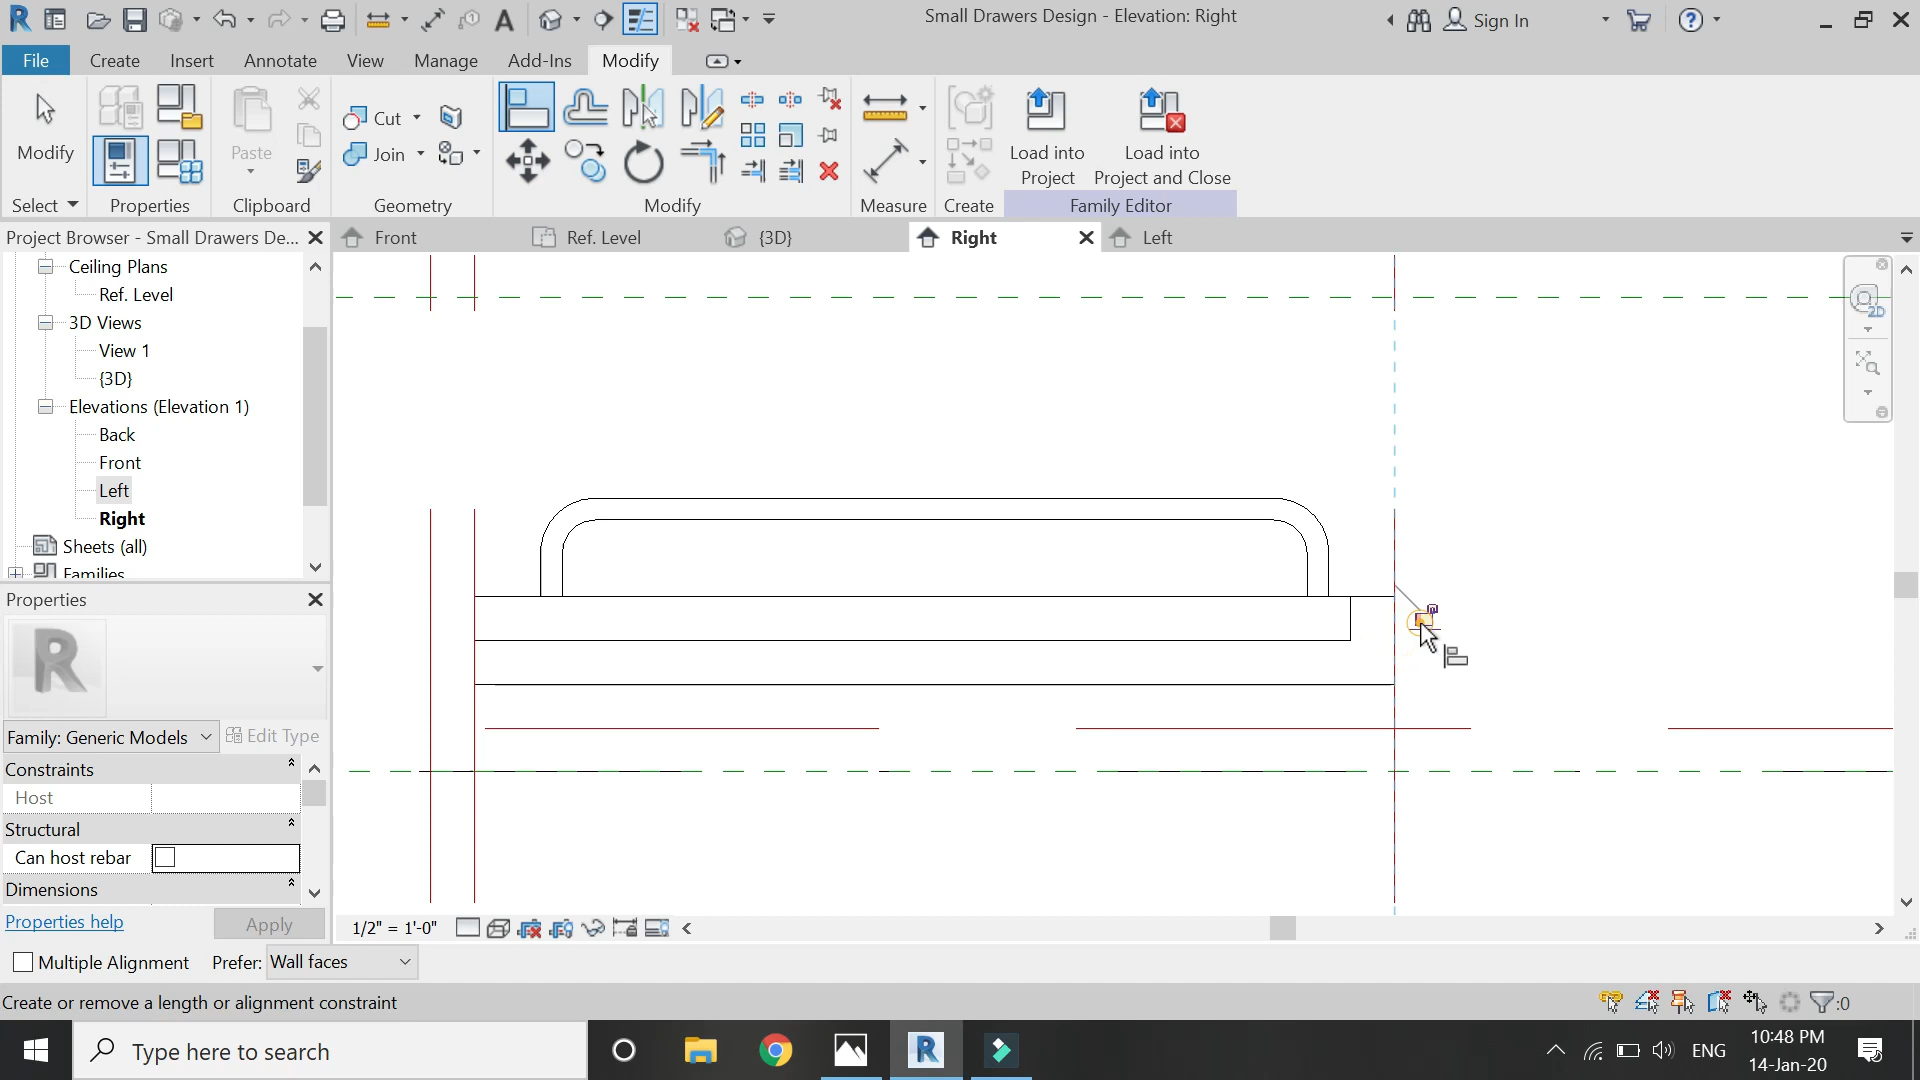 Small Drawers Design - Elevation: Right
Sign In
File Create Insert Annotate View Manage Add-Ins Modify
Modify
Paste
Cut
Join
Load into
Project
Load into
Project and Close
Select Properties Clipboard Geometry Modify Measure Create Family Editor
Project Browser - Small Drawers De...
Front Ref. Level {3D} Right Left
Ceiling Plans
Ref. Level
3D Views
View 1
{3D}
Elevations (Elevation 1)
Back
Front
Left
Right
Sheets (all)
Families
2D
Properties
R
Family: Generic Models
Edit Type
Constraints
Host
Structural
Can host rebar
Dimensions
Properties help
Apply
1/2" = 1'-0"
Multiple Alignment Prefer: Wall faces
Create or remove a length or alignment constraint
:0
Type here to search
ENG
10:48 PM
14-Jan-20